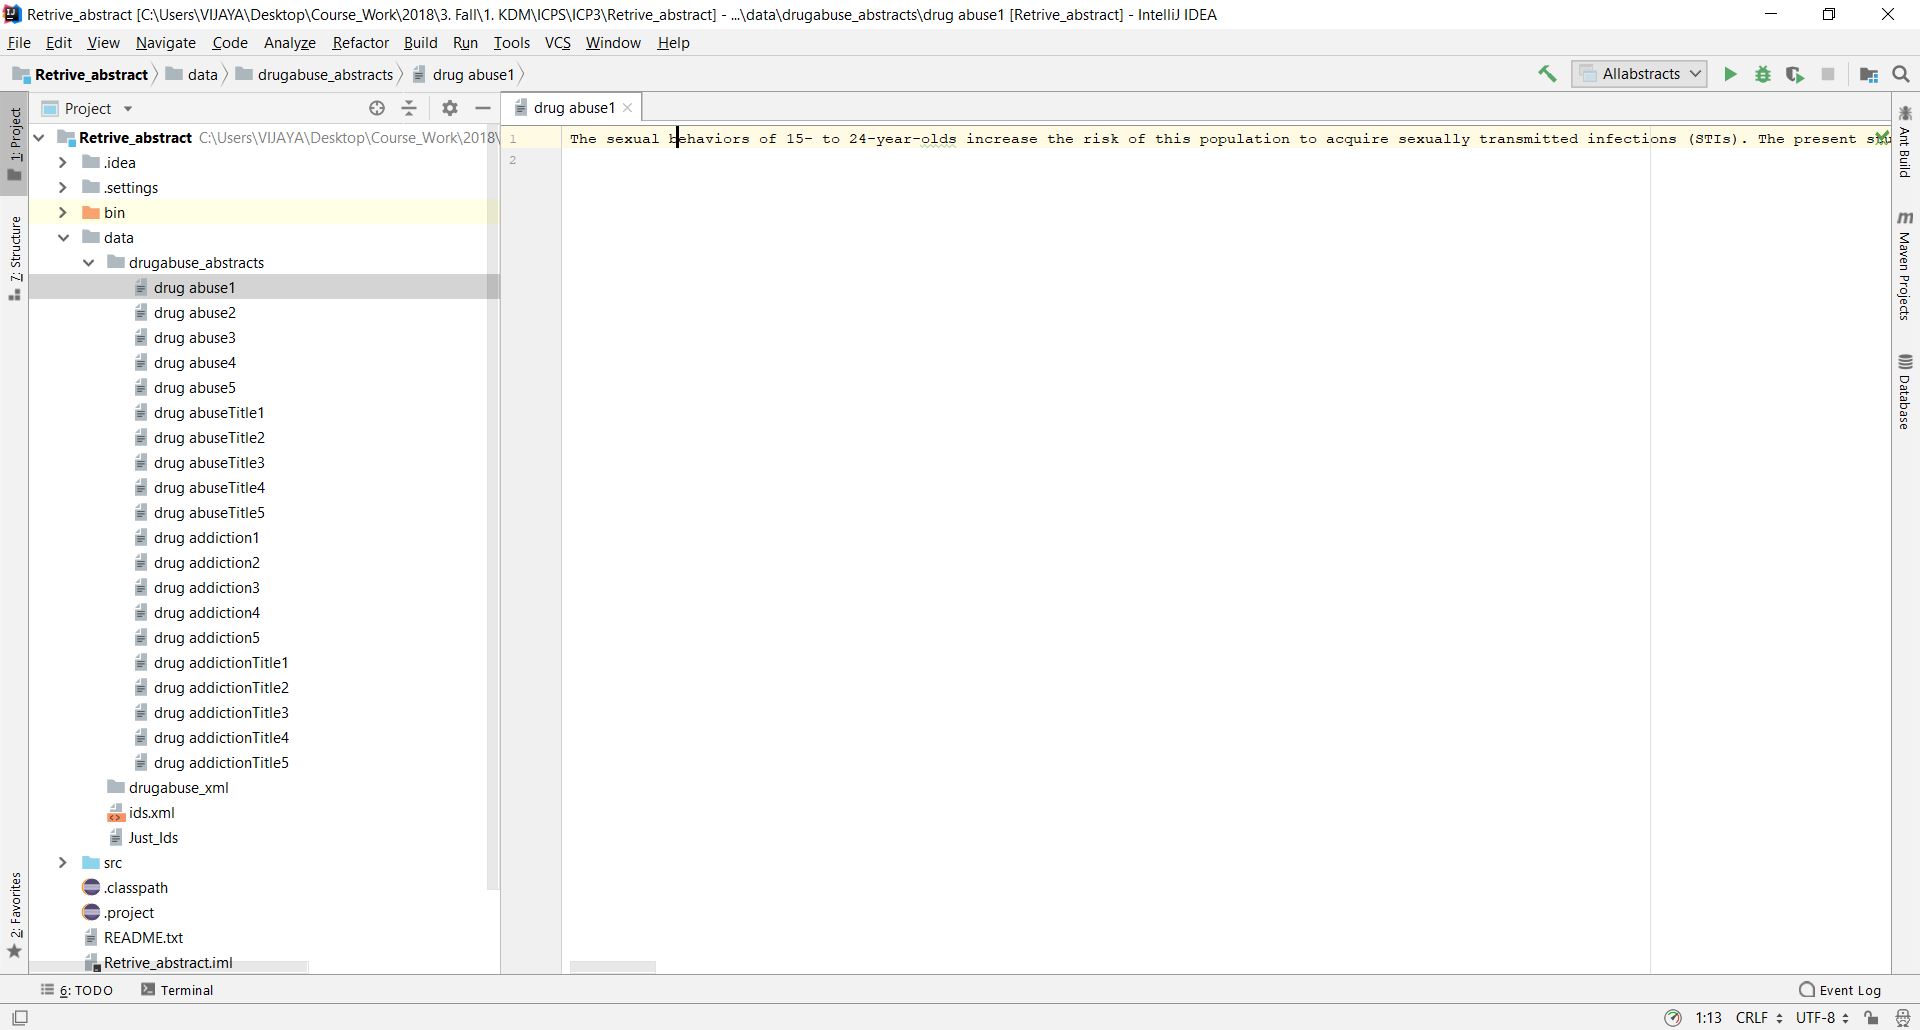 Retrive_abstract [C:\Users\VIJAYA\Desktop\Course_Work\2018\3. Fall\1. KDM\ICPS\ICP3\Retrive_abstract] - ...\data\drugabuse_abstracts\drug abuse1 [Retrive_abstract] - IntelliJ IDEA
File Edit View Navigate Code Analyze Refactor Build Run Tools VCS Window Help
Retrive_abstract data drugabuse_abstracts drug abuse1 Allabstracts
1: Project
7: Structure
2: Favorites
Project
Retrive_abstract C:\Users\VIJAYA\Desktop\Course_Work\2018\
.idea
.settings
bin
data
drugabuse_abstracts
drug abuse1
drug abuse2
drug abuse3
drug abuse4
drug abuse5
drug abuseTitle1
drug abuseTitle2
drug abuseTitle3
drug abuseTitle4
drug abuseTitle5
drug addiction1
drug addiction2
drug addiction3
drug addiction4
drug addiction5
drug addictionTitle1
drug addictionTitle2
drug addictionTitle3
drug addictionTitle4
drug addictionTitle5
drugabuse_xml
ids.xml
Just_Ids
src
.classpath
.project
README.txt
Retrive_abstract.iml
drug abuse1
1 The sexual behaviors of 15- to 24-year-olds increase the risk of this population to acquire sexually transmitted infections (STIs). The present
2
Ant Build
Maven Projects
Database
6: TODO Terminal Event Log
1:13 CRLF UTF-8